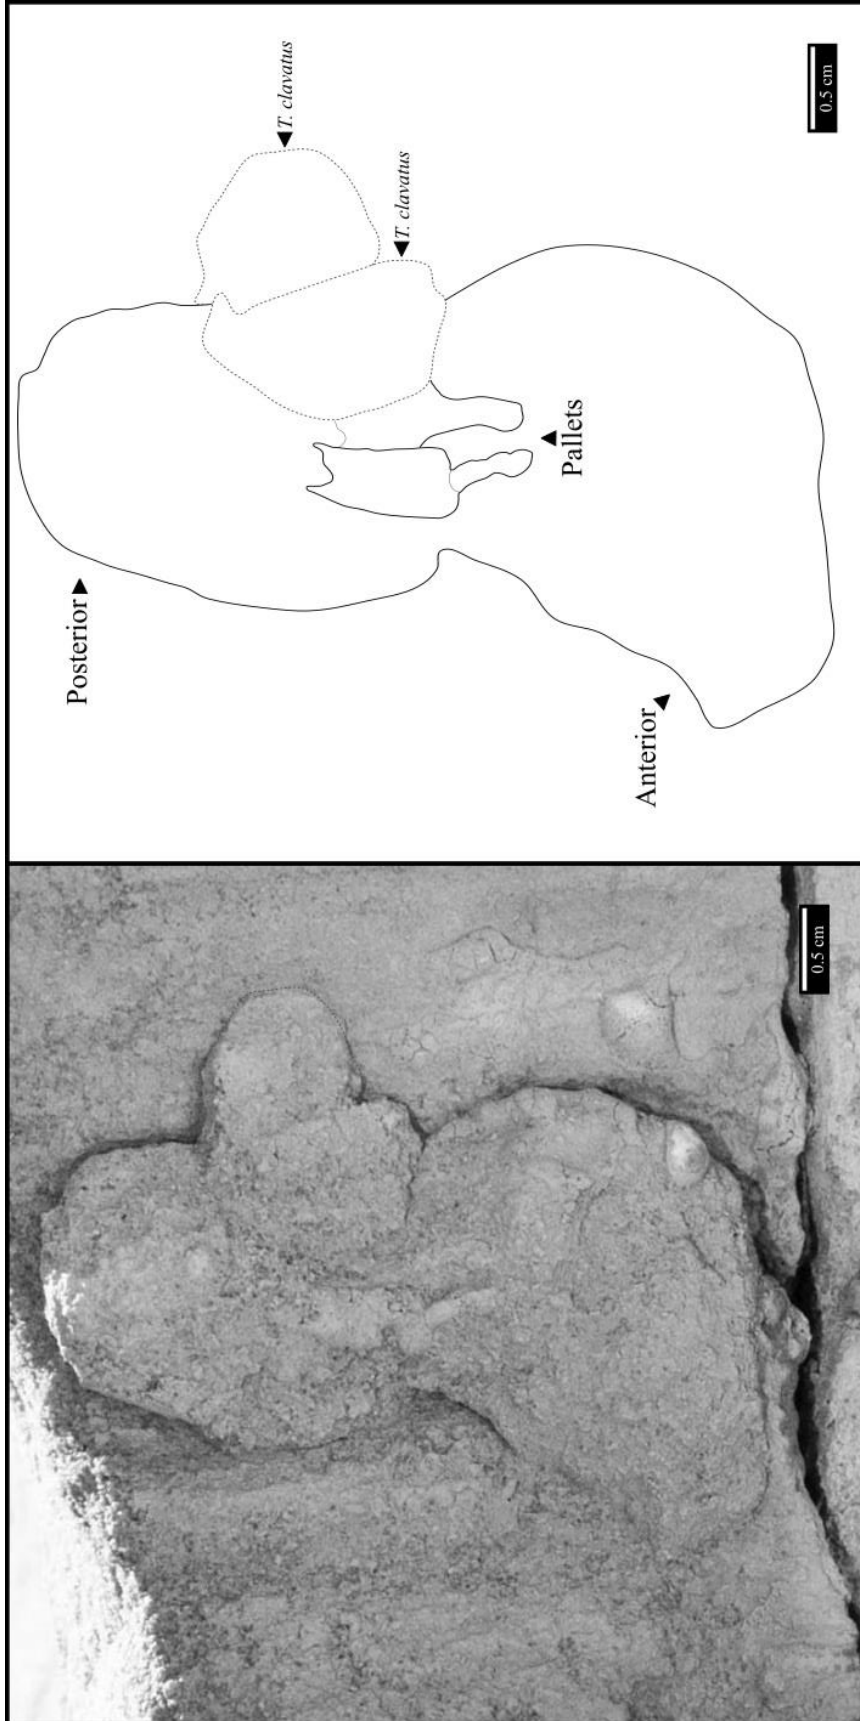 T. clavatus
T. clavatus
0.5 cm
Pallets
Posterior
Anterior
0.5 cm